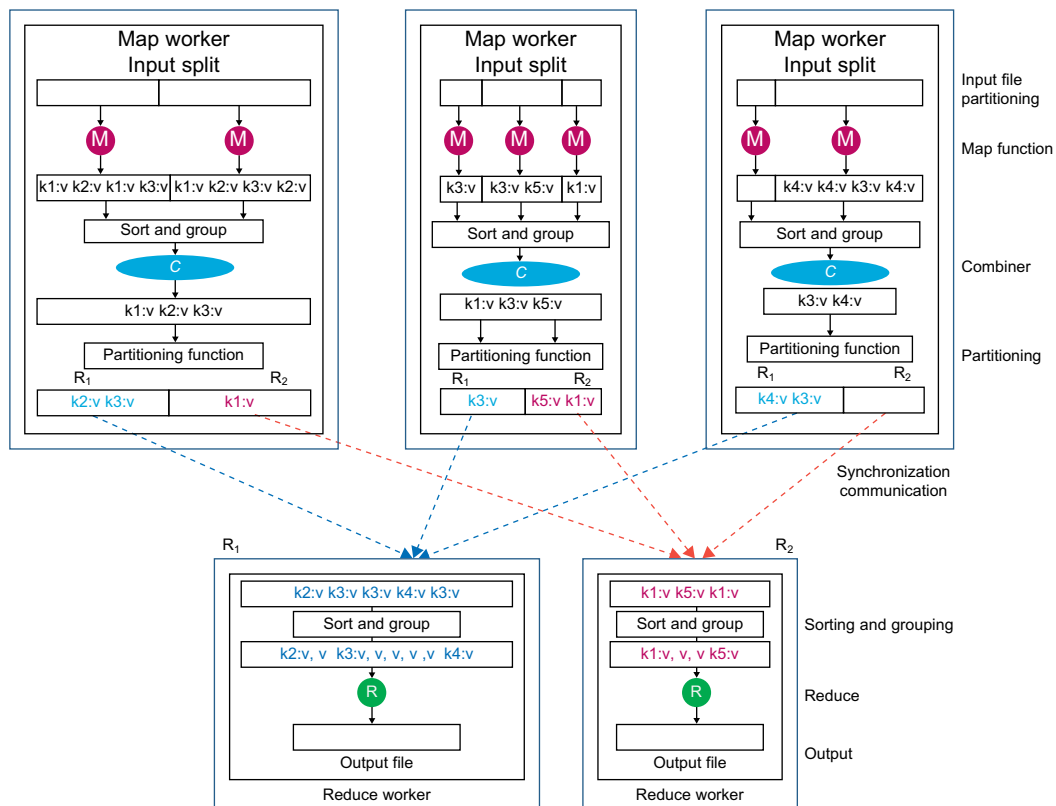 Map worker
Input split
M
M
k1:v k2:v k1:v k3:v
k1:v k2:v k3:v k2:v
Sort and group
C
k1:v k2:v k3:v
Partitioning function
R1
R2
k2:v k3:v
k1:v
Map worker
Input split
M
M
M
k3:v
k3:v k5:v
k1:v
Sort and group
C
k1:v k3:v k5:v
Partitioning function
R1
R2
k3:v
k5:v k1:v
Map worker
Input split
M
M
k4:v k4:v k3:v k4:v
Sort and group
C
k3:v k4:v
Partitioning function
R1
R2
k4:v k3:v
Input file
partitioning
Map function
Combiner
Partitioning
Synchronization
communication
R1
k2:v k3:v k3:v k4:v k3:v
Sort and group
k2:v, v k3:v, v, v, v ,v k4:v
R
Output file
Reduce worker
R2
k1:v k5:v k1:v
Sort and group
k1:v, v, v k5:v
R
Output file
Reduce worker
Sorting and grouping
Reduce
Output